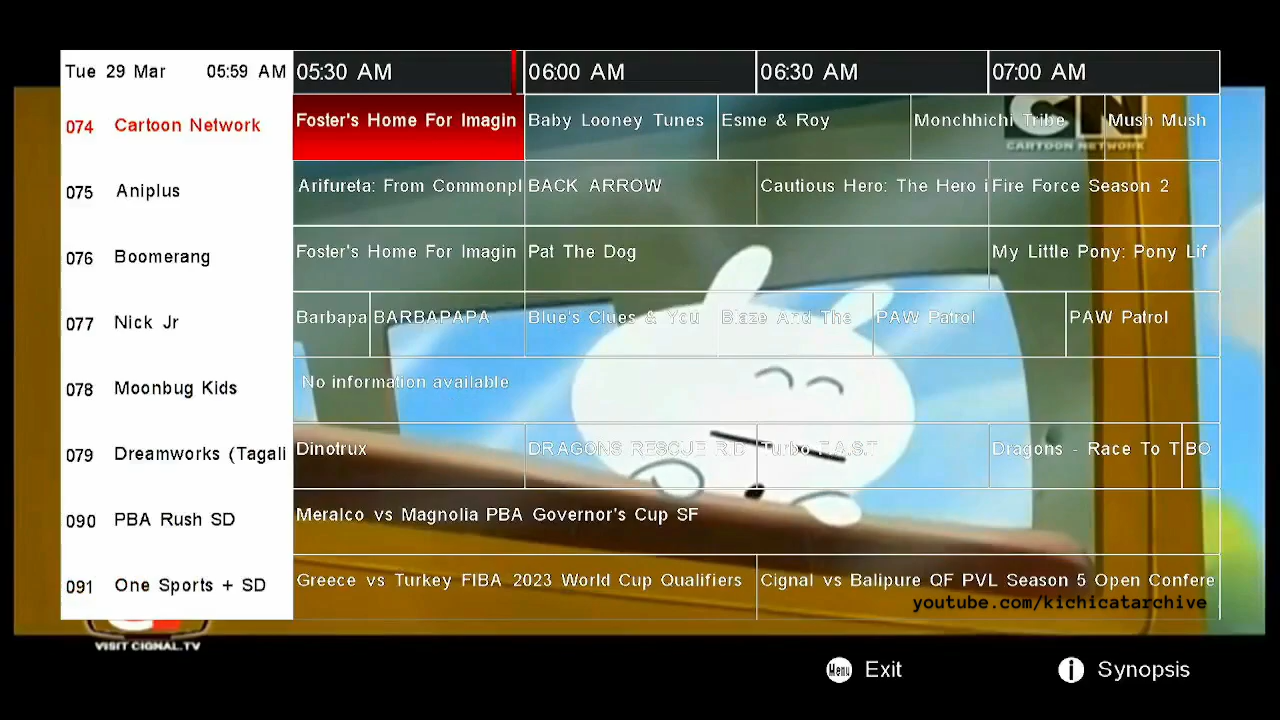 Tue 29 Mar 05:59 AM 05:30 AM 06:00 AM 06:30 AM 07:00 AM
074 Cartoon Network Foster's Home For Imagin Baby Looney Tunes Esme & Roy Monchhichi Tribe Mush Mush
CN
CARTOON NETWORK
075 Aniplus Arifureta: From Commonpl BACK ARROW Cautious Hero: The Hero i Fire Force Season 2
076 Boomerang Foster's Home For Imagin Pat The Dog My Little Pony: Pony Lif
077 Nick Jr Barbapa BARBAPAPA Blue's Clues & You Blaze And The PAW Patrol PAW Patrol
078 Moonbug Kids No information available
079 Dreamworks (Tagali Dinotrux DRAGONS RESCUE RID Turbo F.A.S.T Dragons - Race To T BO
090 PBA Rush SD Meralco vs Magnolia PBA Governor's Cup SF
091 One Sports + SD Greece vs Turkey FIBA 2023 World Cup Qualifiers Cignal vs Balipure OF PVL Season 5 Open Confere
youtube.com/kichicatarchive
VISIT CIGNAL.TV
Menu Exit i Synopsis